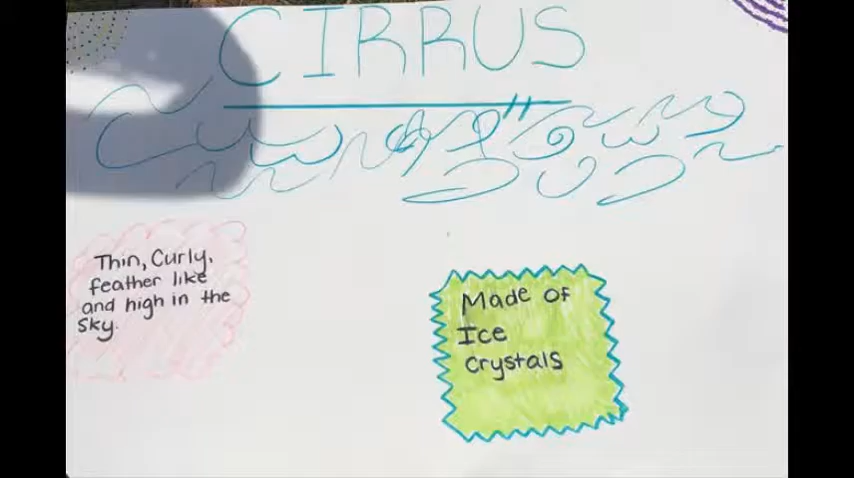 CIRRUS
Thin, Curly,
feather like
and high in the
sky.
Made of
Ice
crystals